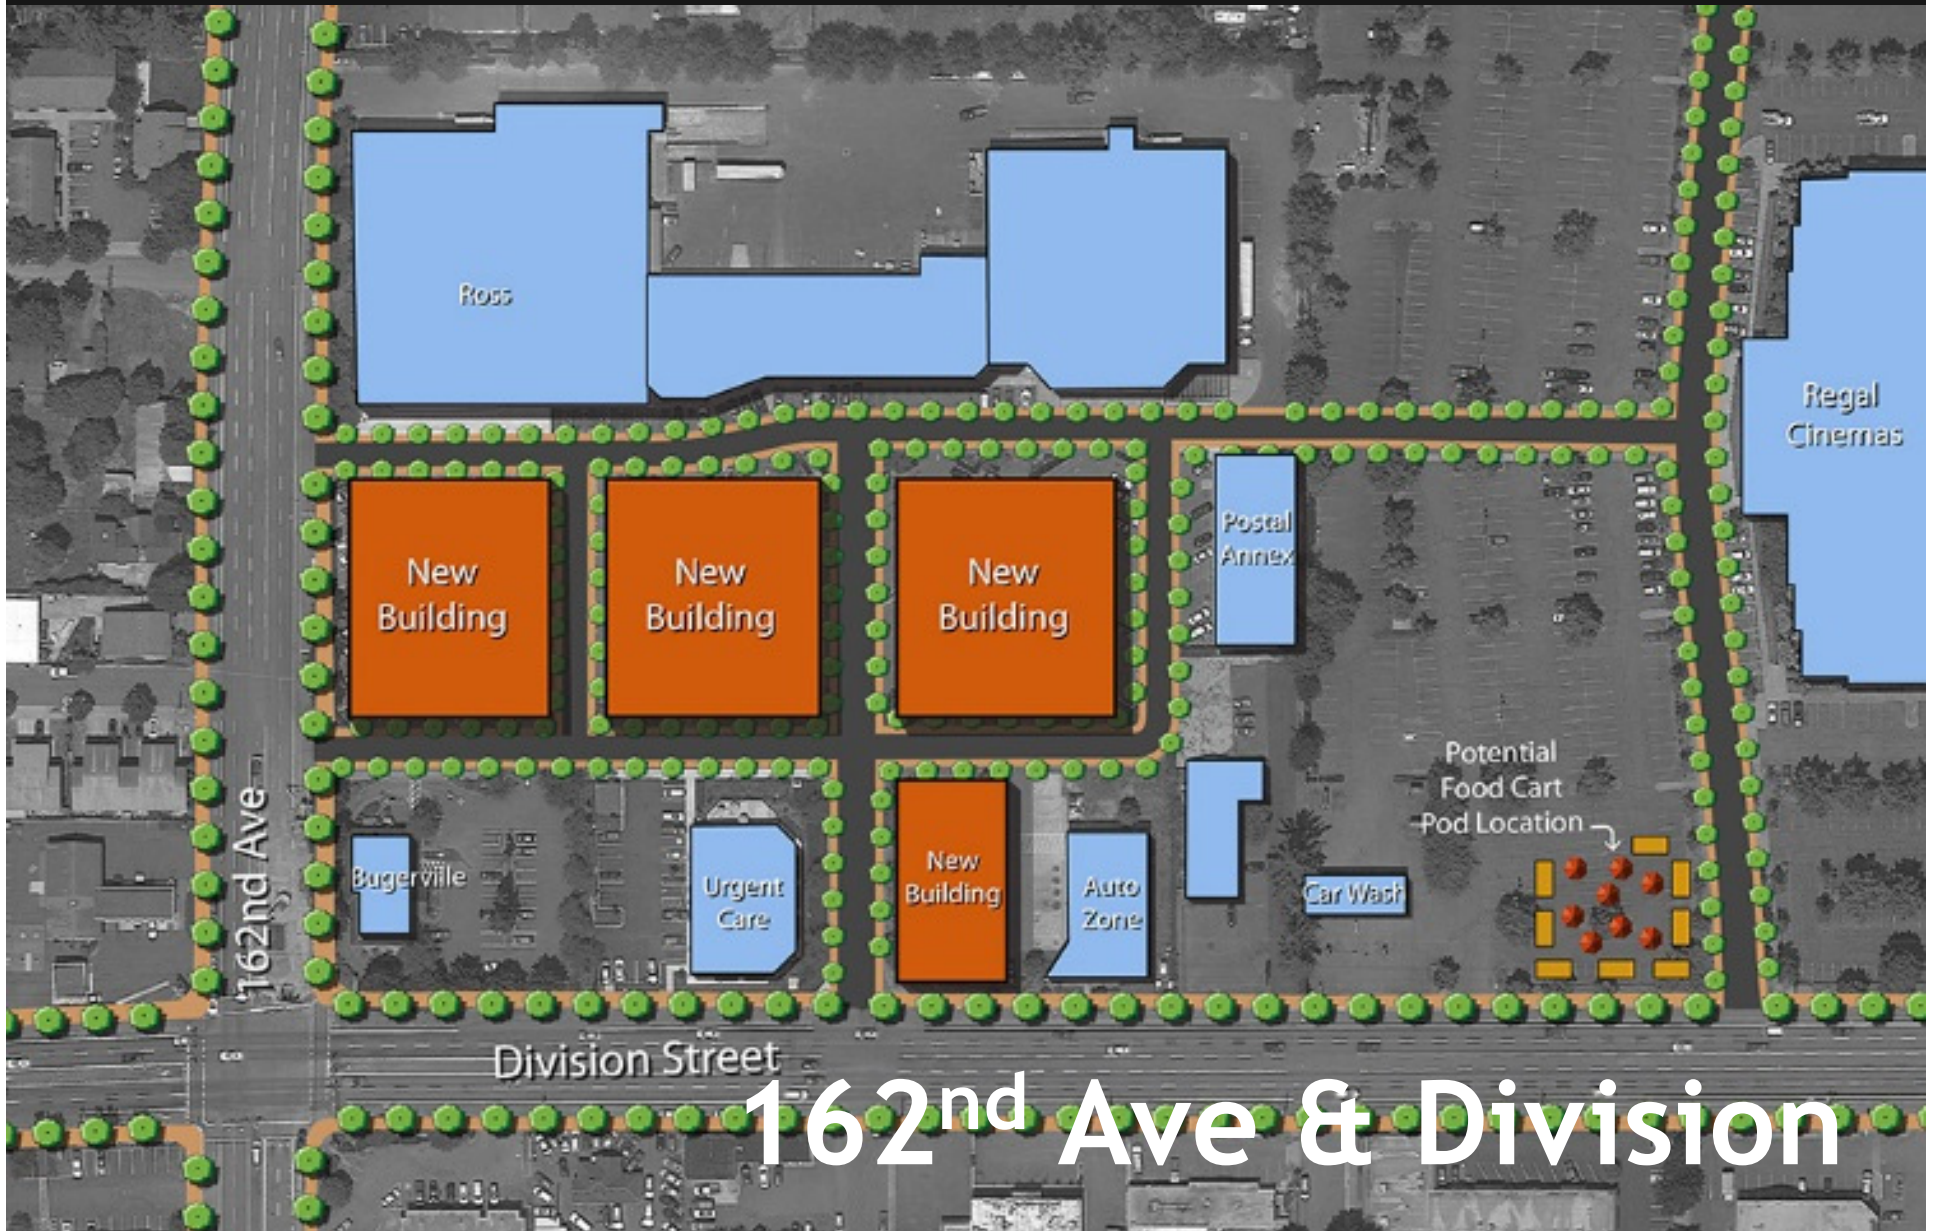 Ross
Regal
Cinemas
Postal
Annex
New
Building
New
Building
New
Building
Potential
Food Cart
Pod Location
162nd Ave
Bugerville
Urgent
Care
New
Building
Auto
Zone
Car Wash
Division Street
162nd Ave & Division